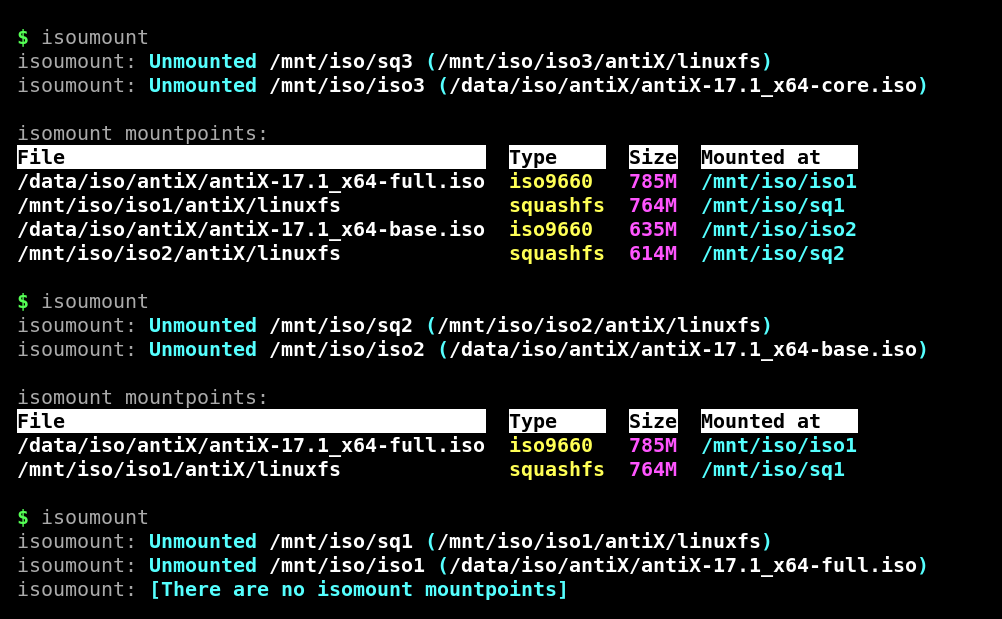 $ isoumount
isoumount: Unmounted /mnt/iso/sq3 (/mnt/iso/iso3/antiX/linuxfs)
isoumount: Unmounted /mnt/iso/iso3 (/data/iso/antiX/antiX-17.1_x64-core.iso)
isomount mountpoints:
File Type Size Mounted at
/data/iso/antiX/antiX-17.1_x64-full.iso iso9660 785M /mnt/iso/iso1
/mnt/iso/iso1/antiX/linuxfs squashfs 764M /mnt/iso/sq1
/data/iso/antiX/antiX-17.1_x64-base.iso iso9660 635M /mnt/iso/iso2
/mnt/iso/iso2/antiX/linuxfs squashfs 614M /mnt/iso/sq2
$ isoumount
isoumount: Unmounted /mnt/iso/sq2 (/mnt/iso/iso2/antiX/linuxfs)
isoumount: Unmounted /mnt/iso/iso2 (/data/iso/antiX/antiX-17.1_x64-base.iso)
isomount mountpoints:
File Type Size Mounted at
/data/iso/antiX/antiX-17.1_x64-full.iso iso9660 785M /mnt/iso/iso1
/mnt/iso/iso1/antiX/linuxfs squashfs 764M /mnt/iso/sq1
$ isoumount
isoumount: Unmounted /mnt/iso/sq1 (/mnt/iso/iso1/antiX/linuxfs)
isoumount: Unmounted /mnt/iso/iso1 (/data/iso/antiX/antiX-17.1_x64-full.iso)
isoumount: [There are no isomount mountpoints]